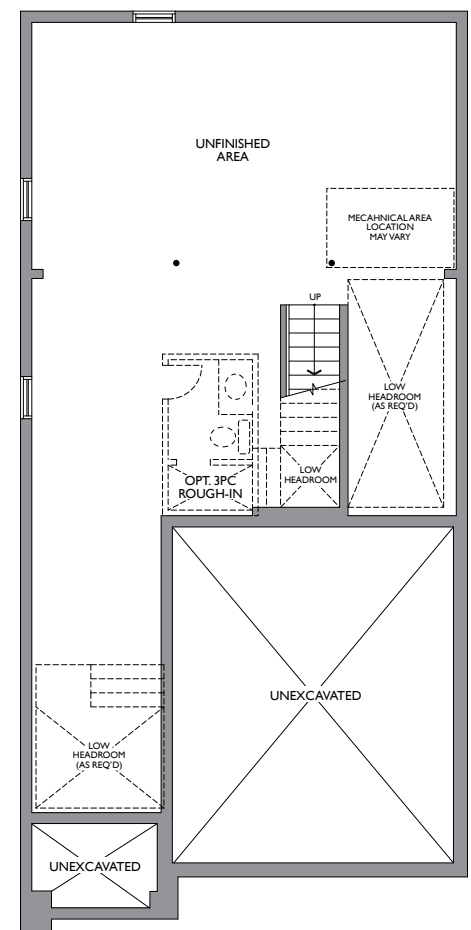 UNFINISHED
AREA
MECAHNICAL AREA
LOCATION
MAY VARY
UP
LOW
HEADROOM
(AS REQ'D)
LOW
HEADROOM
OPT. 3PC
ROUGH-IN
UNEXCAVATED
LOW
HEADROOM
(AS REQ'D)
UNEXCAVATED